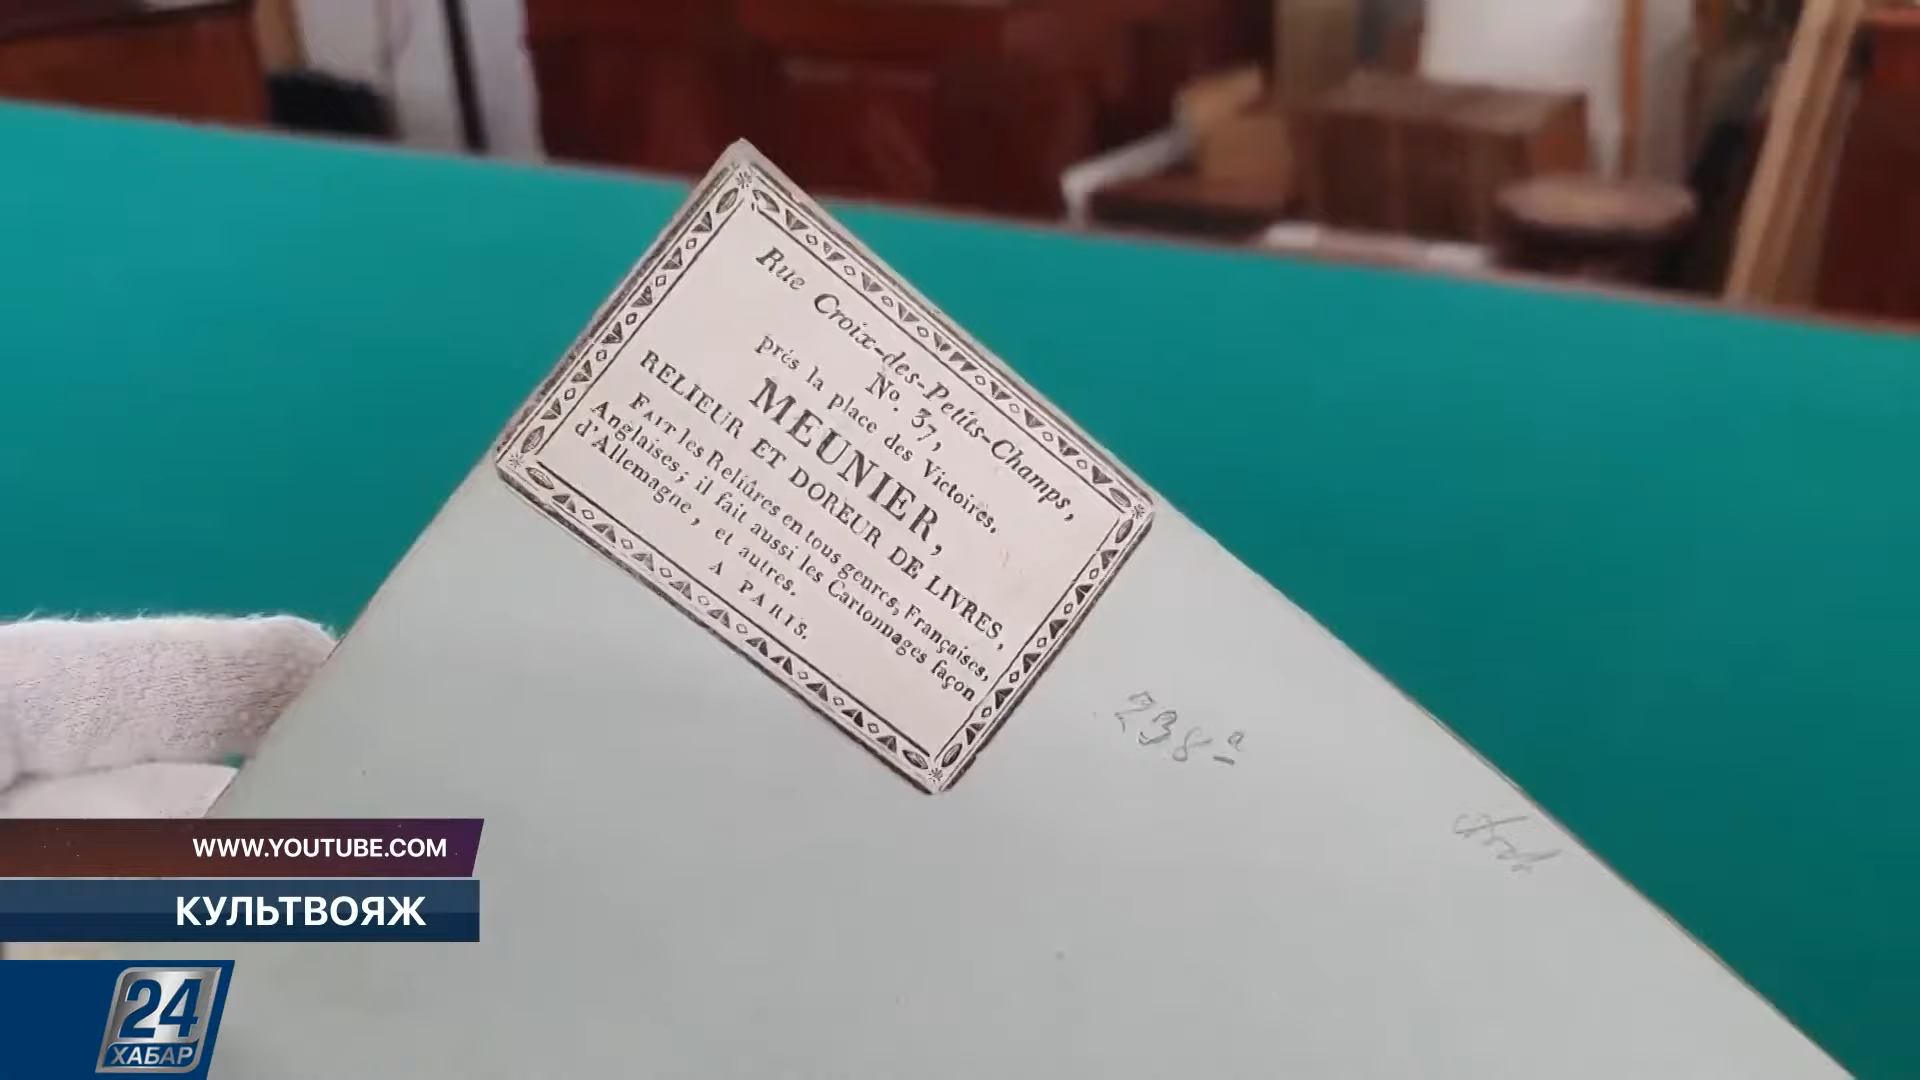 Rue Croix-des-Petits-Champs,
No. 37,
prés la place des Victoires,
MEUNIER,
RELIEUR ET DOREUR DE LIVRES,
FAIT les Reliûres en tous genres, Françaises,
Anglaises; il fait aussi les Cartonnages façon
d'Allemagne, et autres.
A PARIS.
238a
WWW.YOUTUBE.COM
КУЛЬТВОЯЖ
24
ХАБАР